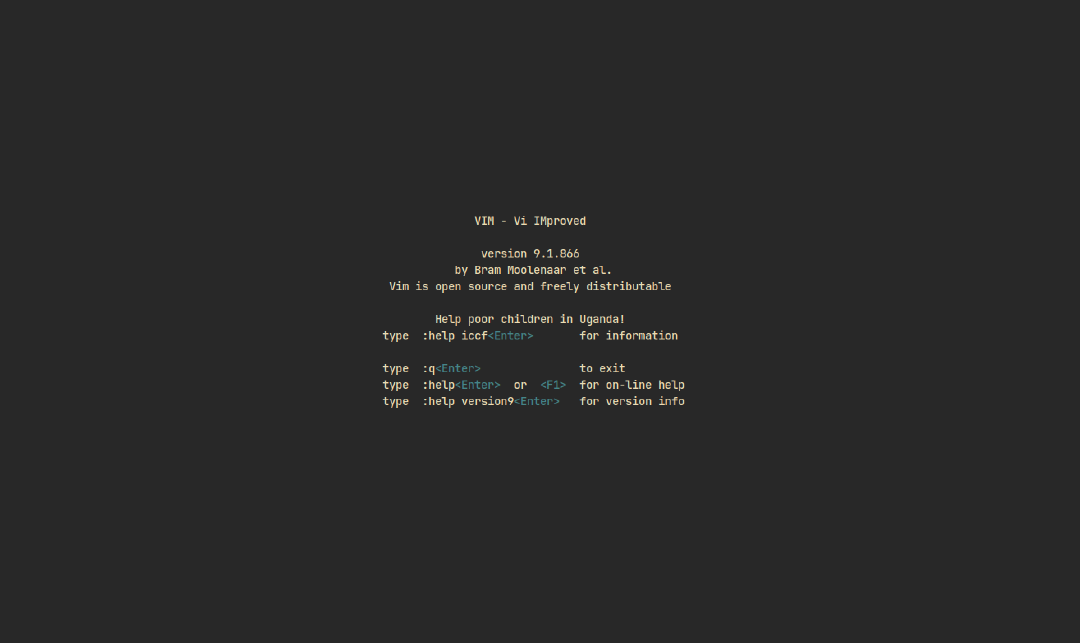 VIM - Vi IMproved
version 9.1.866
by Bram Moolenaar et al.
Vim is open source and freely distributable
Help poor children in Uganda!
type  :help iccf<Enter>       for information
type  :q<Enter>               to exit
type  :help<Enter>  or  <F1>  for on-line help
type  :help version9<Enter>   for version info